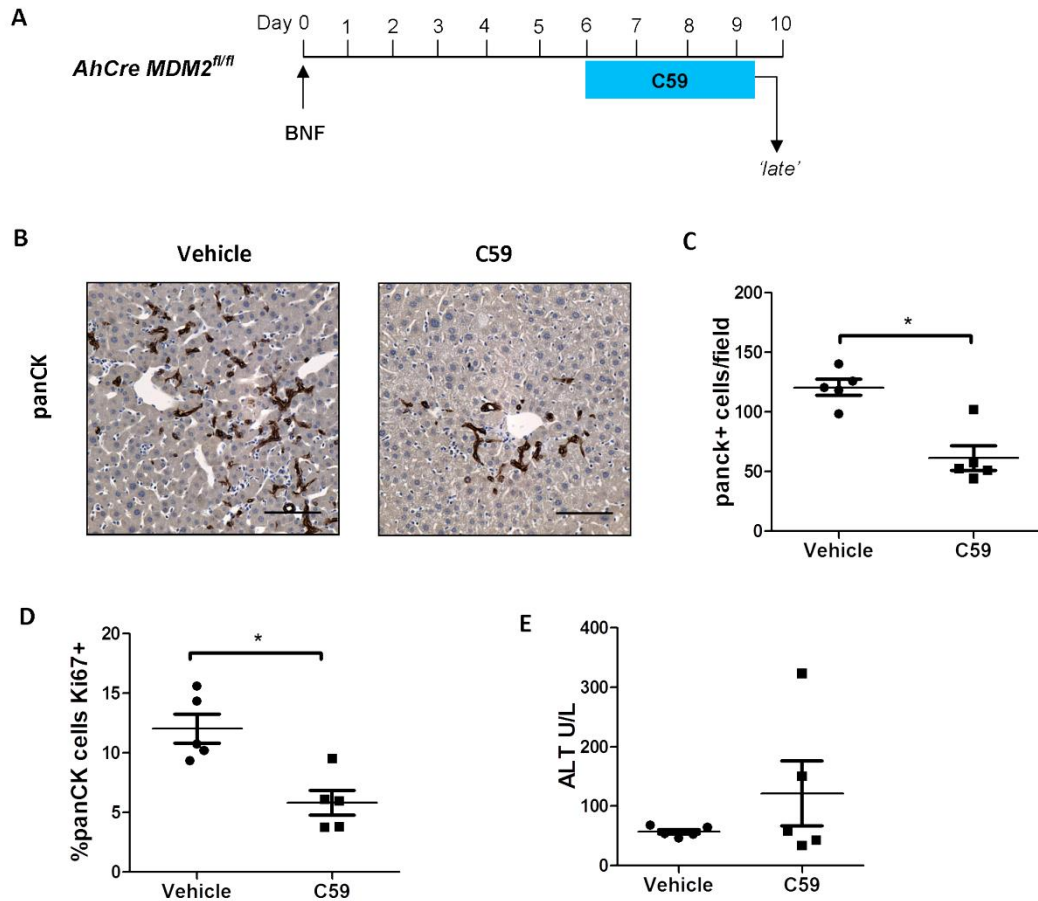 A
Day 0 1 2 3 4 5 6 7 8 9 10
AhCre MDM2fl/fl
C59
BNF
'late'
B
Vehicle C59
panCK
C
200
150
100
50
0
panck+ cells/field
*
Vehicle C59
D
20
15
10
5
0
%panCK cells Ki67+
*
Vehicle C59
E
400
300
200
100
0
ALT U/L
Vehicle C59